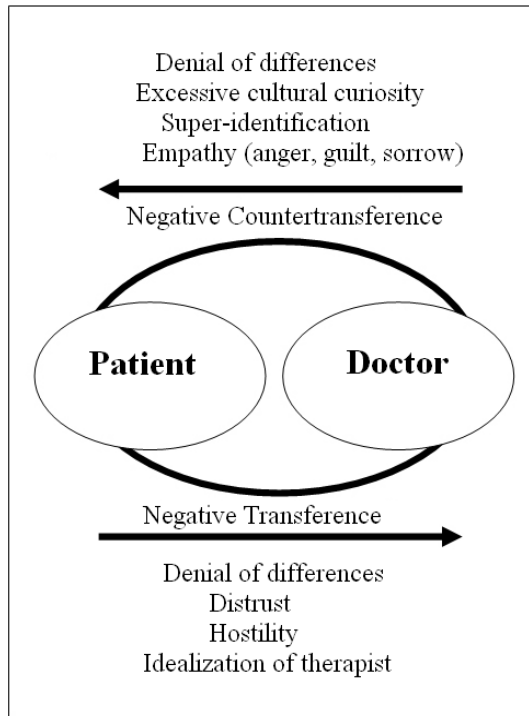 Denial of differences
Excessive cultural curiosity
Super-identification
Empathy (anger, guilt, sorrow)
Negative Countertransference
Patient
Doctor
Negative Transference
Denial of differences
Distrust
Hostility
Idealization of therapist